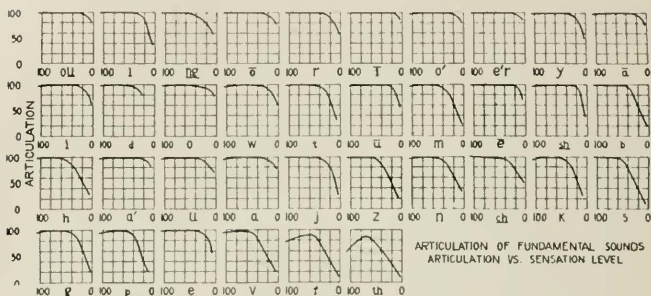 100
50
0
100 ou 0 100 l 0 100 ng 0 100 ō 0 100 r 0 100 0 100 o' 0 100 e'r 0 100 y 0 100 ā 0
100
50
0
100 0 100 d 0 100 o 0 100 w 0 100 t 0 100 ū 0 100 m 0 100 ē 0 100 sh 0 100 b 0
ARTICULATION
100
50
0
100 h 0 100 a' 0 100 u 0 100 a 0 100 j 0 100 z 0 100 n 0 100 ch 0 100 k 0 100 s 0
100
50
0
100 g 0 100 p 0 100 e 0 100 v 0 100 f 0 100 th 0
ARTICULATION OF FUNDAMENTAL SOUNDS
ARTICULATION VS. SENSATION LEVEL